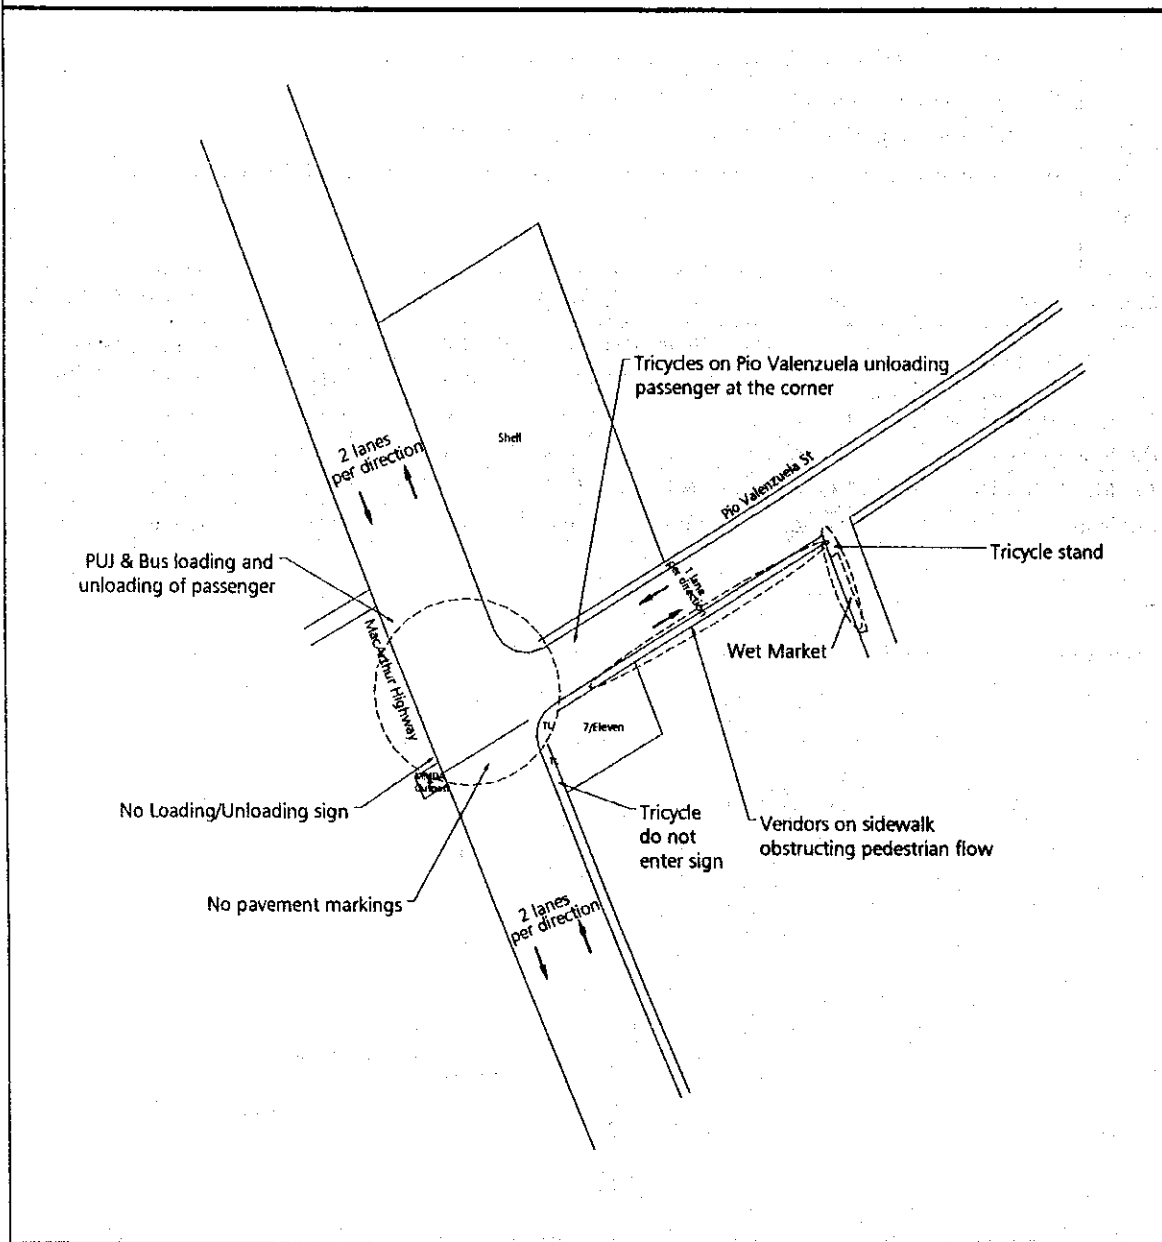 Tricycles on Pio Valenzuela unloading
passenger at the corner
Shell
2 lanes
per direction
Pio Valenzuela St
PUJ & Bus loading and
unloading of passenger
Tricycle stand
1 lane
per direction
Wet Market
MacArthur Highway
TL
7/Eleven
No Loading/Unloading sign
Tricycle
do not
enter sign
Vendors on sidewalk
obstructing pedestrian flow
No pavement markings
2 lanes
per direction